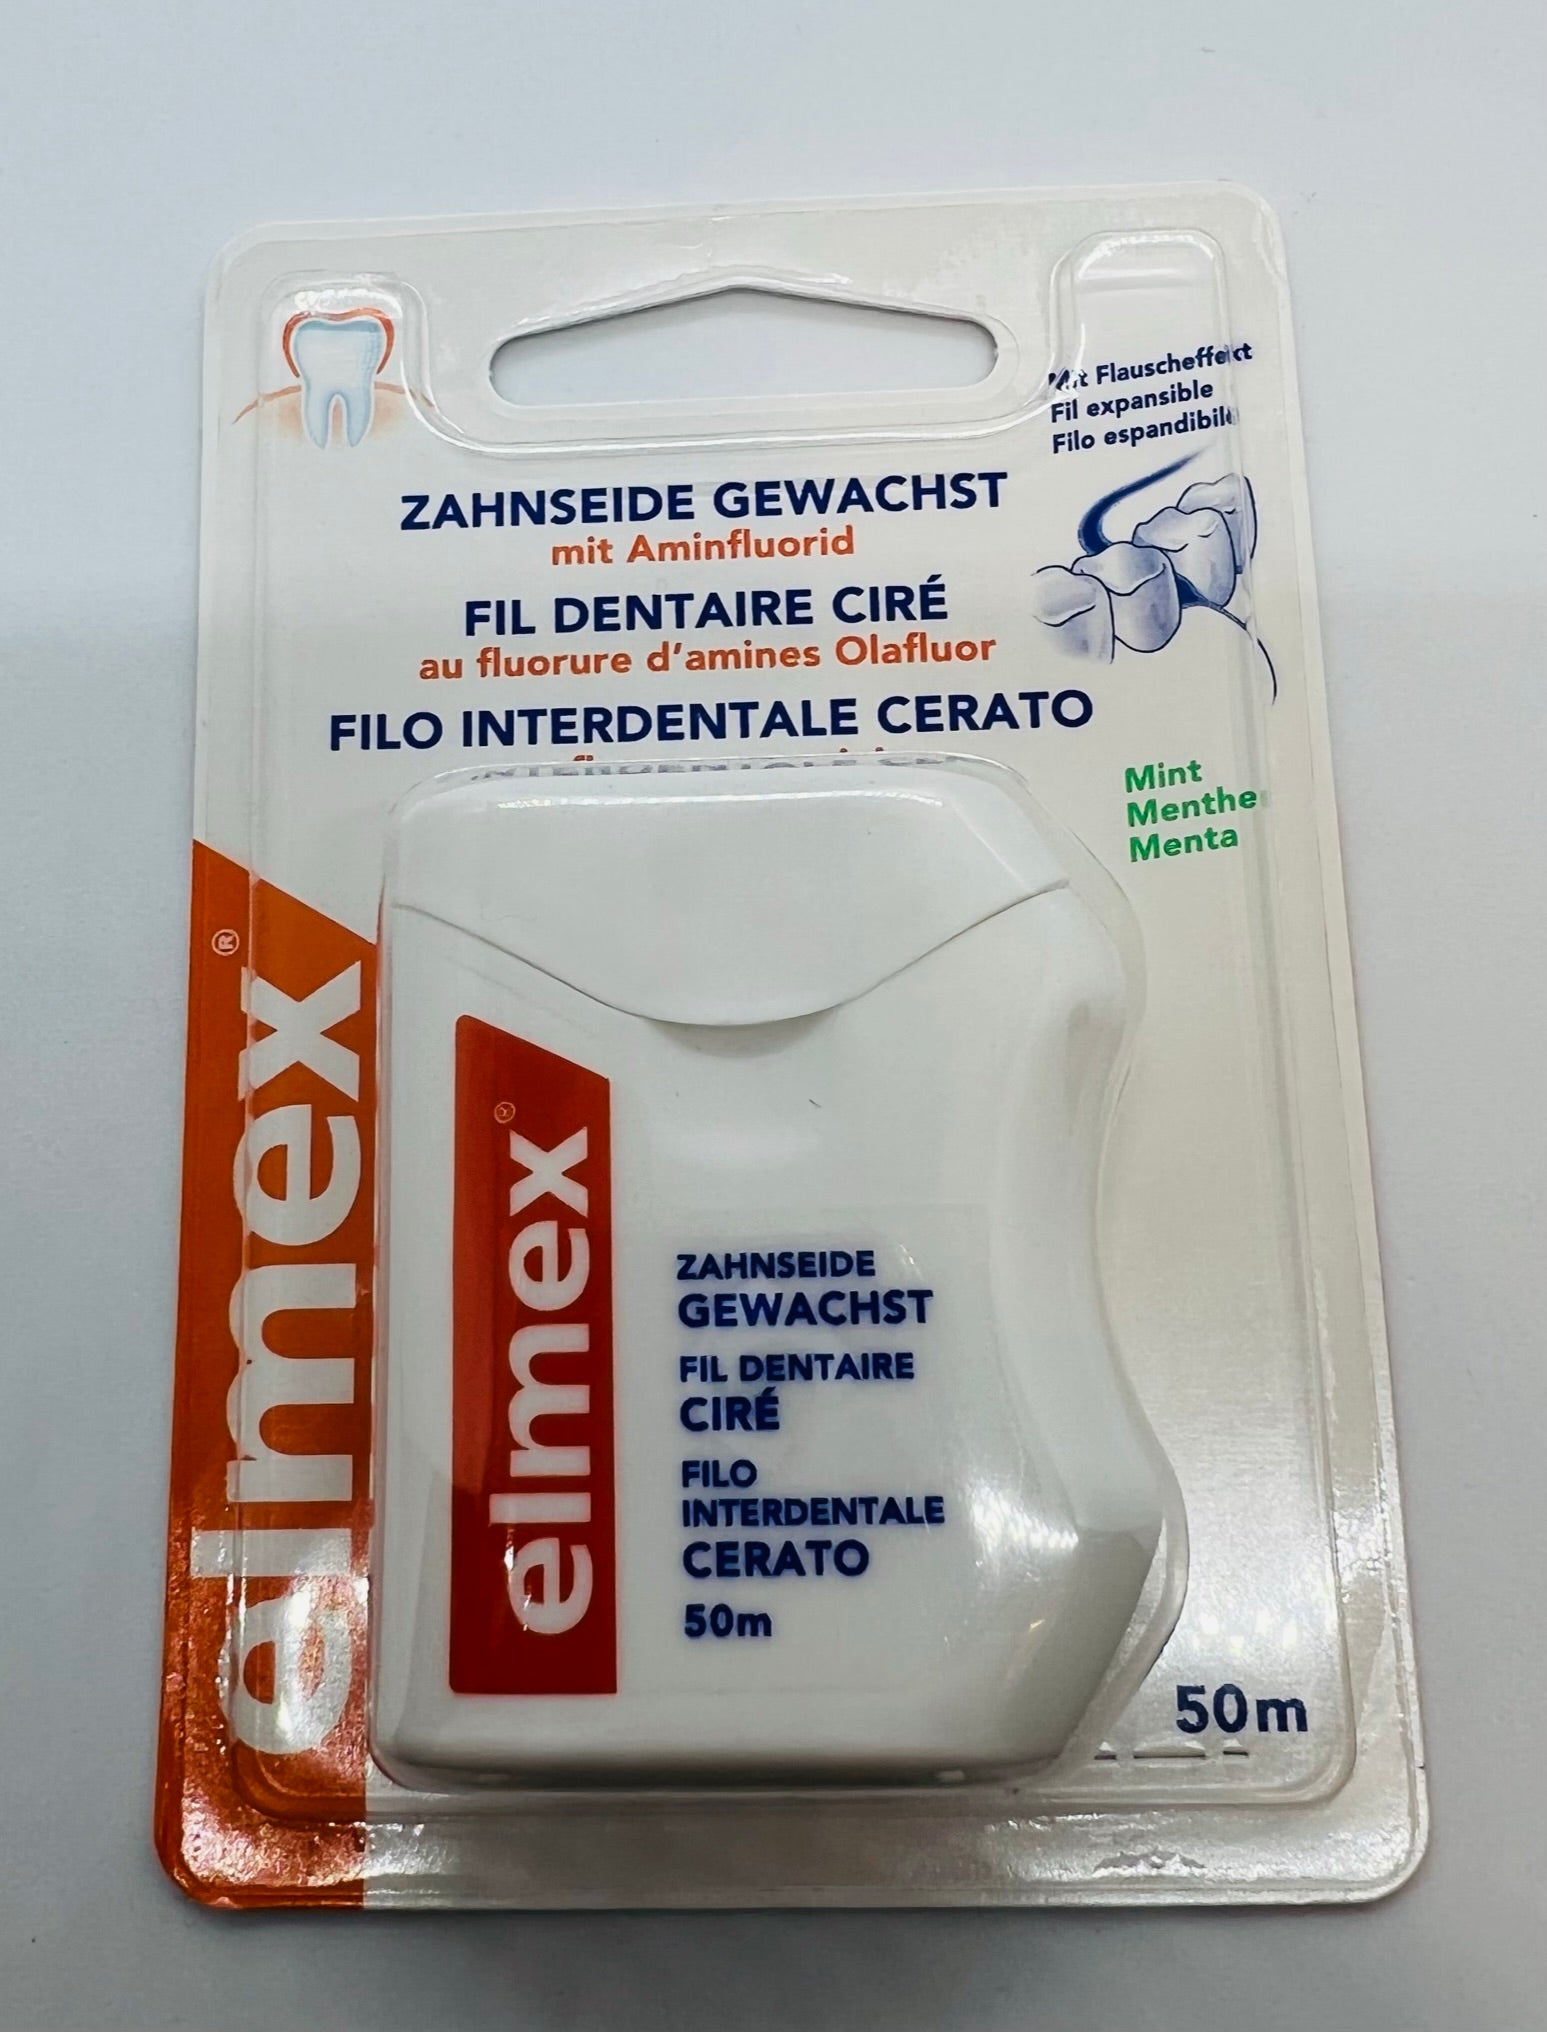 Mit Flauscheffekt
Fil expansible
Filo espandibile
ZAHNSEIDE GEWACHST
mit Aminfluorid
FIL DENTAIRE CIRÉ
au fluorure d'amines Olafluor
FILO INTERDENTALE CERATO
Mint
Menthe
Menta
elmex®
elmex®
ZAHNSEIDE
GEWACHST
FIL DENTAIRE
CIRÉ
FILO
INTERDENTALE
CERATO
50m
50m